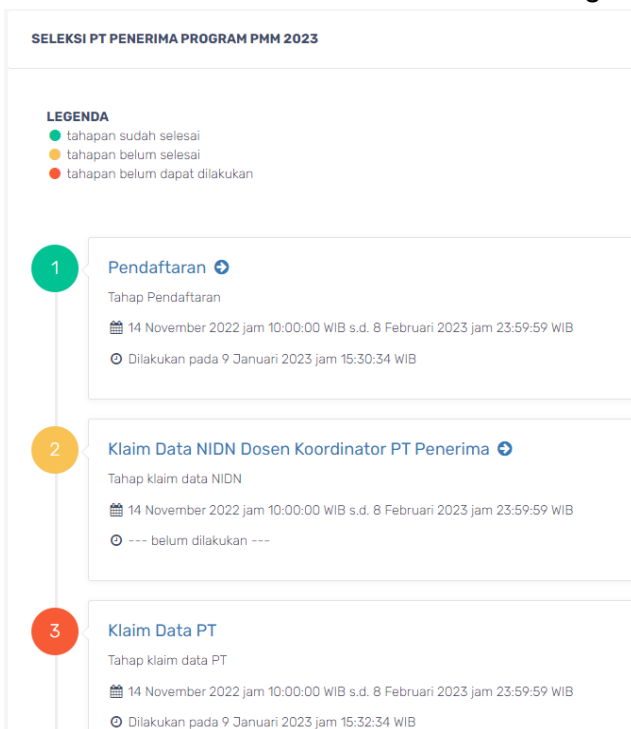 SELEKSI PT PENERIMA PROGRAM PMM 2023
LEGENDA
tahapan sudah selesai
tahapan belum selesai
tahapan belum dapat dilakukan
1
Pendaftaran
Tahap Pendaftaran
14 November 2022 jam 10:00:00 WIB s.d. 8 Februari 2023 jam 23:59:59 WIB
Dilakukan pada 9 Januari 2023 jam 15:30:34 WIB
2
Klaim Data NIDN Dosen Koordinator PT Penerima
Tahap klaim data NIDN
14 November 2022 jam 10:00:00 WIB s.d. 8 Februari 2023 jam 23:59:59 WIB
--- belum dilakukan ---
3
Klaim Data PT
Tahap klaim data PT
14 November 2022 jam 10:00:00 WIB s.d. 8 Februari 2023 jam 23:59:59 WIB
Dilakukan pada 9 Januari 2023 jam 15:32:34 WIB